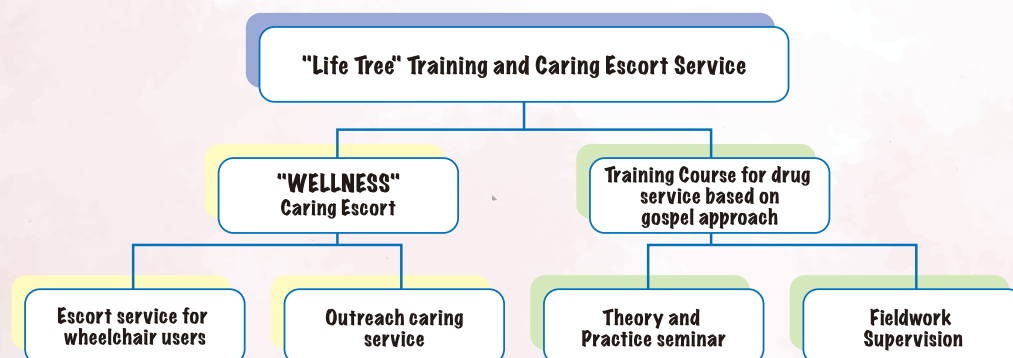 "Life Tree" Training and Caring Escort Service
"WELLNESS"
Caring Escort
Training Course for drug
service based on
gospel approach
Escort service for
wheelchair users
Outreach caring
service
Theory and
Practice seminar
Fieldwork
Supervision